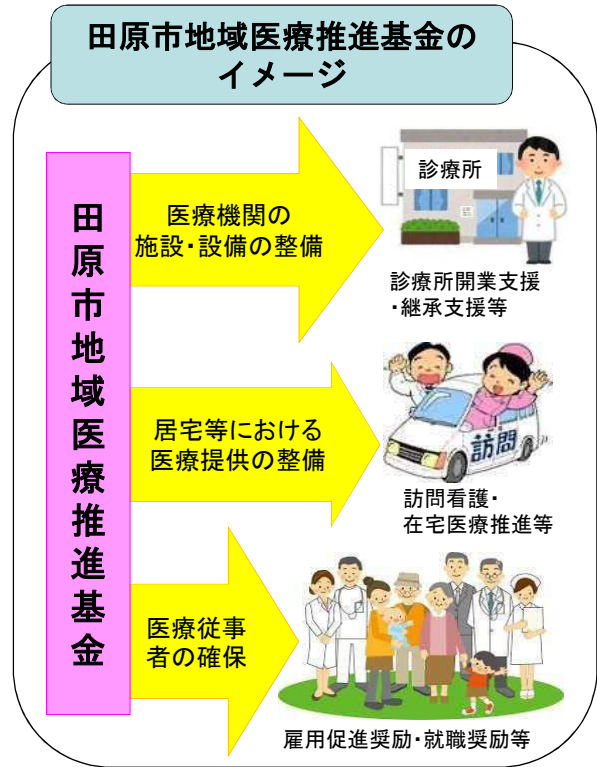 田原市地域医療推進基金の
イメージ
田原市地域医療推進基金
医療機関の
施設・設備の整備
診療所
診療所開業支援
・継承支援等
居宅等における
医療提供の整備
訪問
訪問看護・
在宅医療推進等
医療従事
者の確保
雇用促進奨励・就職奨励等